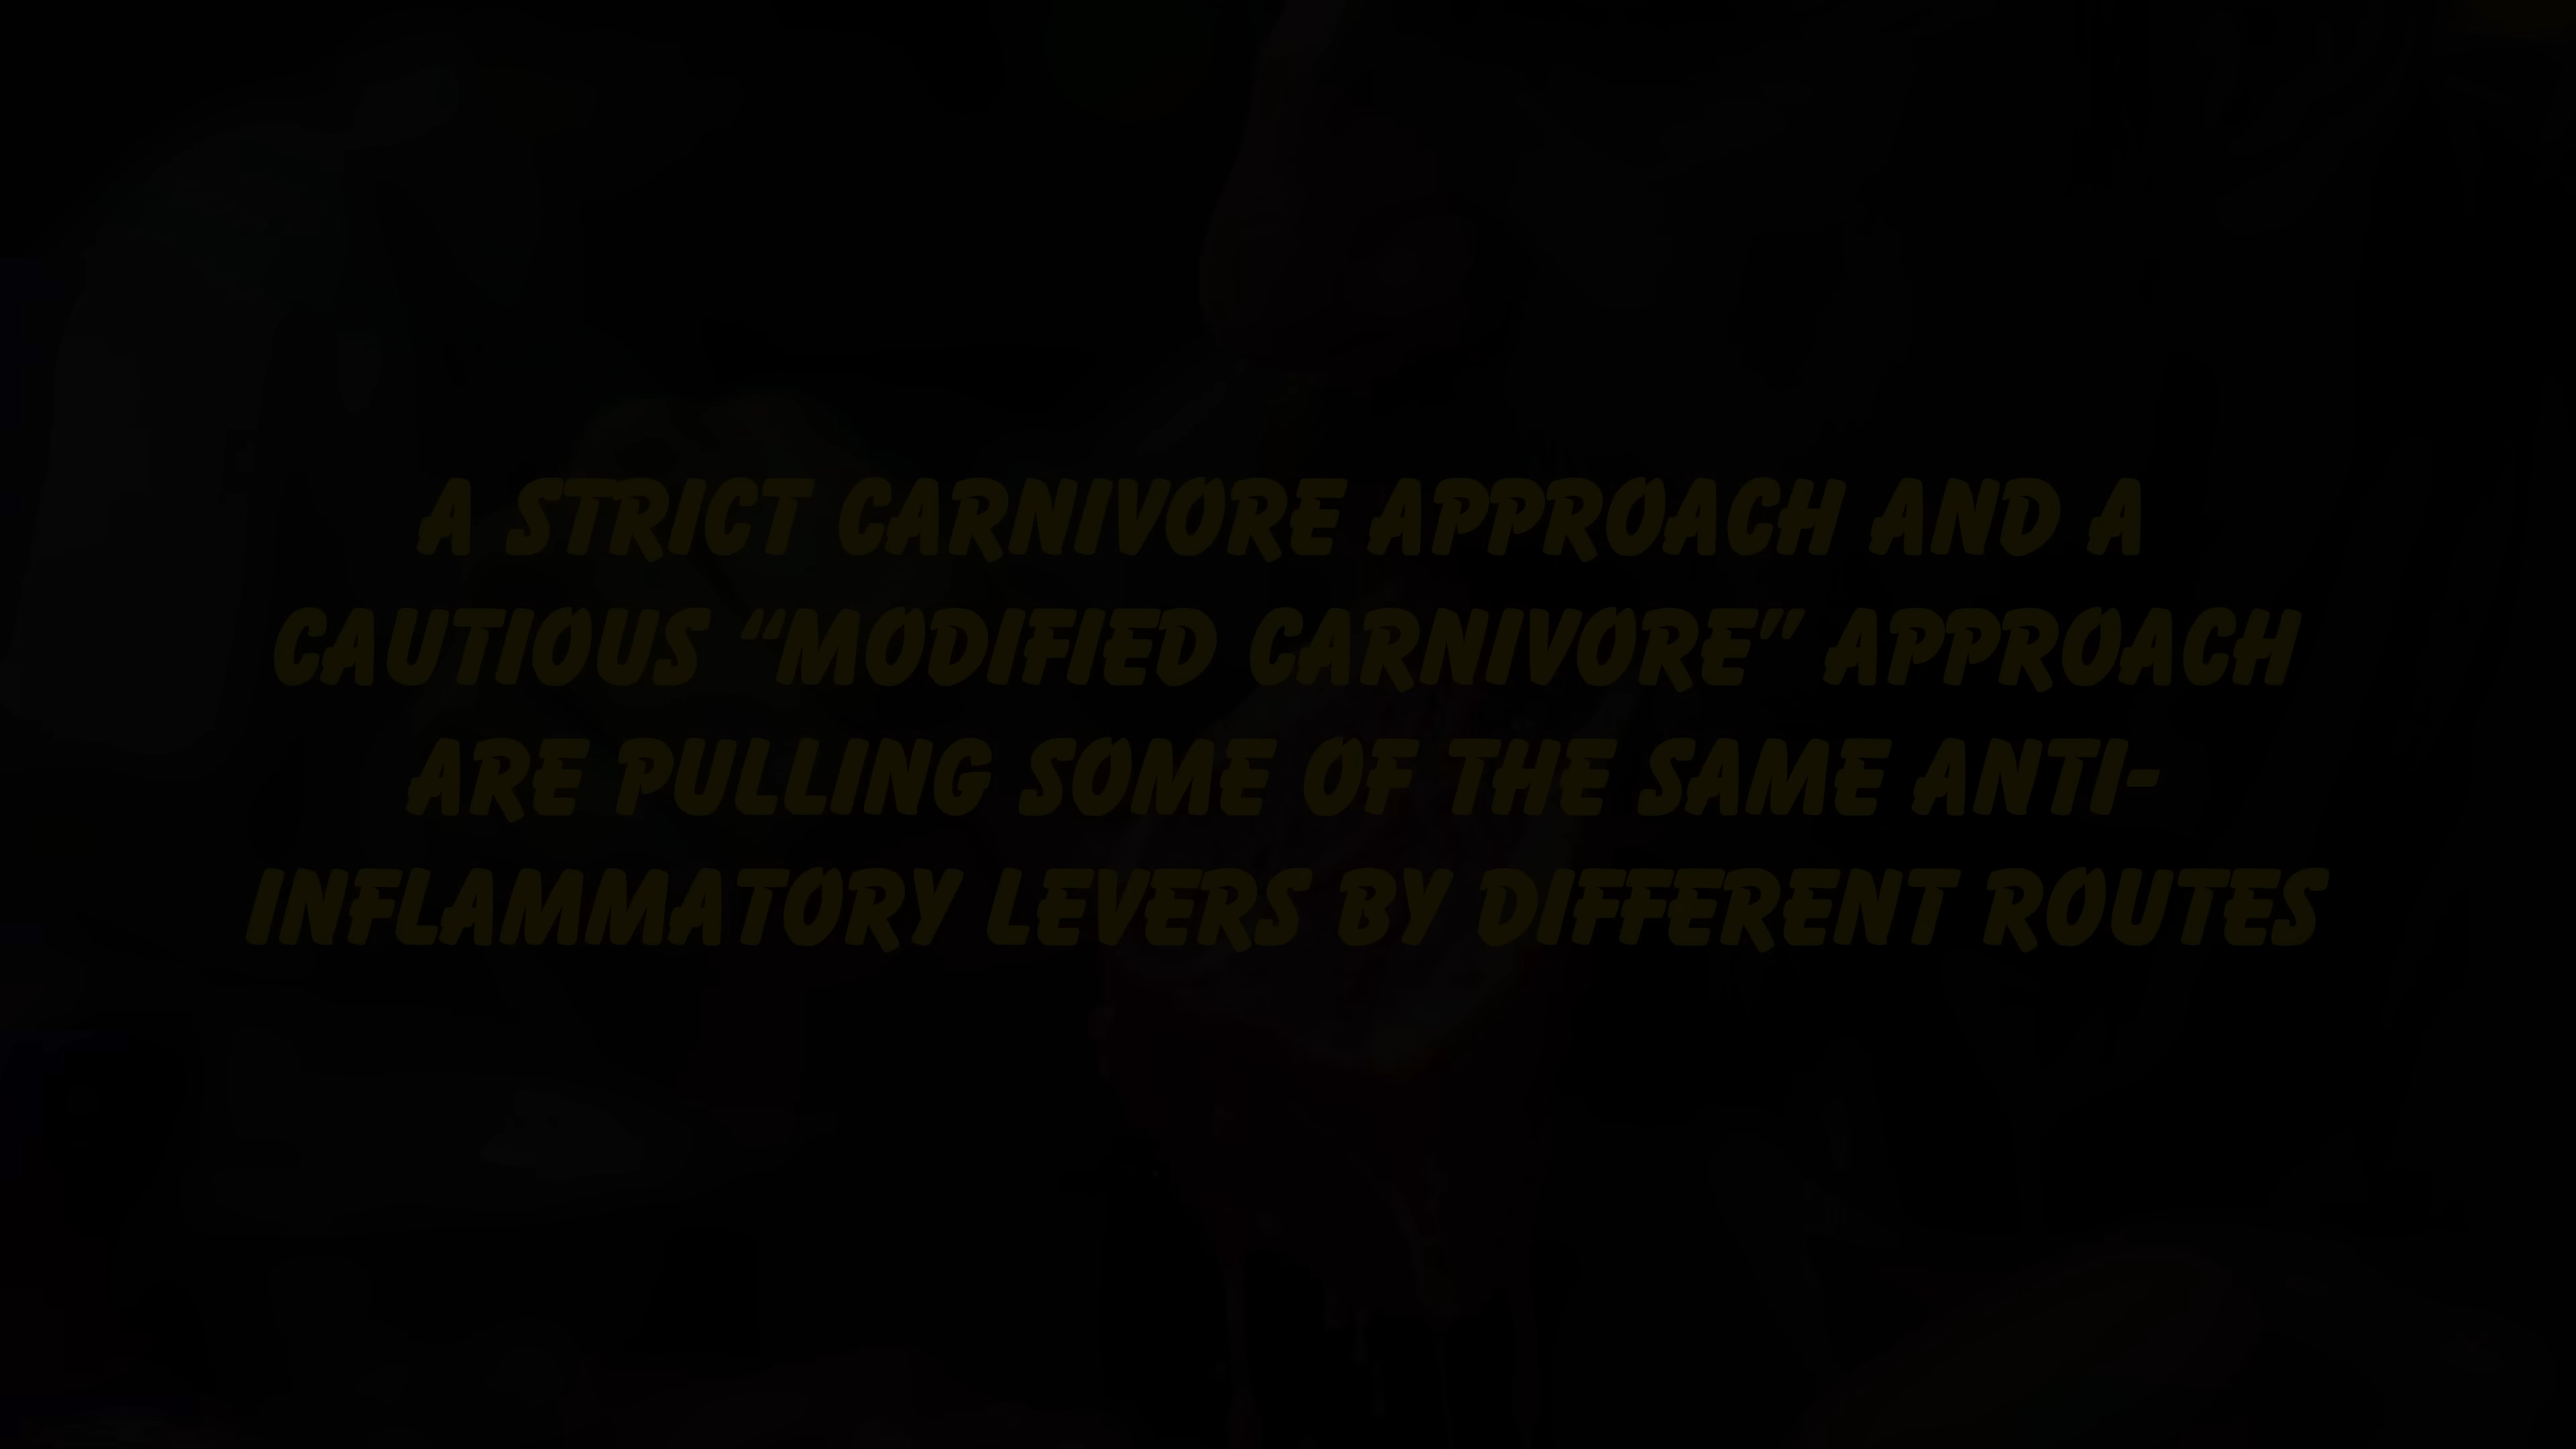 A STRICT CARNIVORE APPROACH AND A
CAUTIOUS “MODIFIED CARNIVORE” APPROACH
ARE PULLING SOME OF THE SAME ANTI-
INFLAMMATORY LEVERS BY DIFFERENT ROUTES